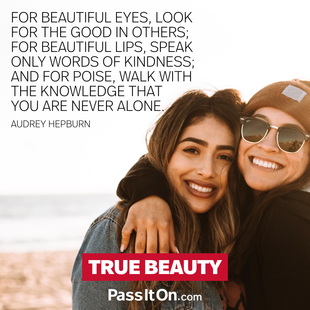 FOR BEAUTIFUL EYES, LOOK
FOR THE GOOD IN OTHERS;
FOR BEAUTIFUL LIPS, SPEAK
ONLY WORDS OF KINDNESS;
AND FOR POISE, WALK WITH
THE KNOWLEDGE THAT
YOU ARE NEVER ALONE.
AUDREY HEPBURN
TRUE BEAUTY
PassItOn.com